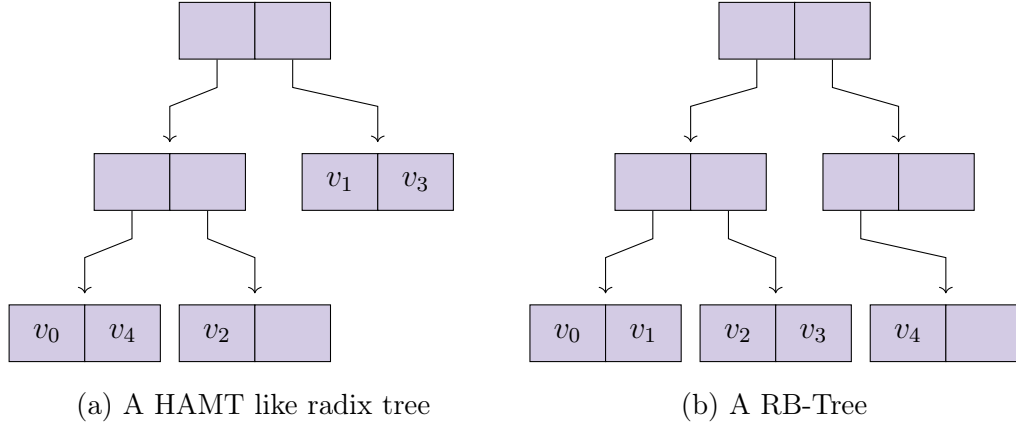 v₁ v₃
v₀ v₄ v₂
v₀ v₁ v₂ v₃ v₄
(a) A HAMT like radix tree
(b) A RB-Tree